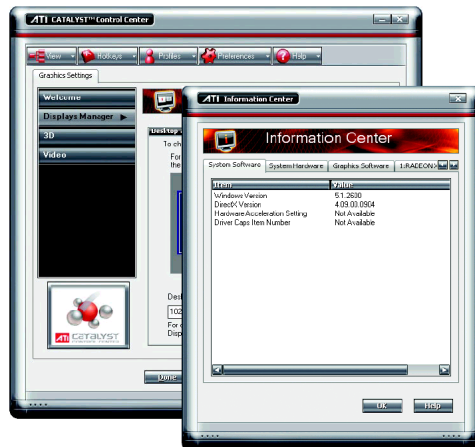 ATI CATALYST™ Control Center
View
Hotkeys
Profiles
Preferences
Help
Graphics Settings
Welcome
Displays Manager
3D
Video
Desktop
To ch
For
the
Desk
102
For o
Disp
ATI CATALYST
Done
ATI Information Center
Information Center
System Software
System Hardware
Graphics Software
1:RADEON X
Item Value
Windows Version 5.1.2600
DirectX Version 4.09.00.0904
Hardware Acceleration Setting Not Available
Driver Caps Item Number Not Available
OK
Help